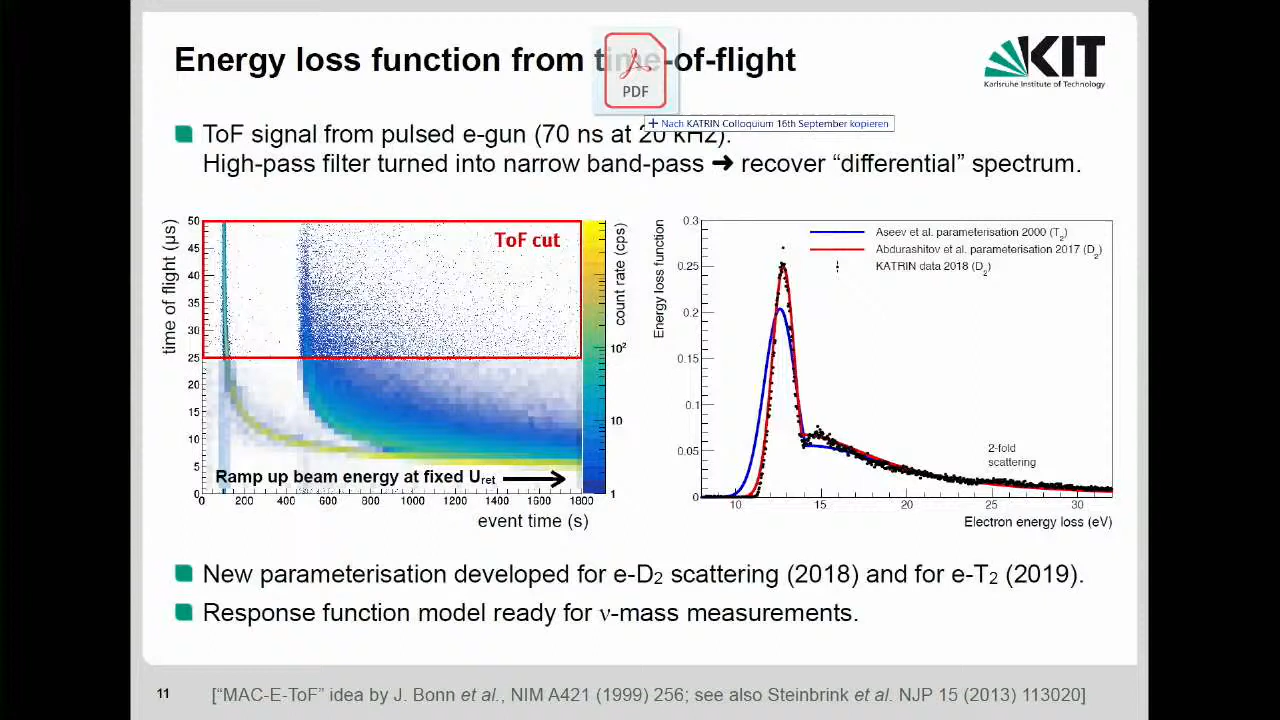 Energy loss function from time-of-flight
KIT
Karlsruhe Institute of Technology
PDF
+ Nach KATRIN Colloquium 16th September kopieren
ToF signal from pulsed e-gun (70 ns at 20 kHz).
High-pass filter turned into narrow band-pass ➜ recover “differential” spectrum.
time of flight (µs)
50
45
40
35
30
25
20
15
10
5
0
ToF cut
Ramp up beam energy at fixed Uret
0 200 400 600 800 1000 1200 1400 1600 1800
event time (s)
count rate (cps)
10²
10
1
Energy loss function
0.3
0.25
0.2
0.15
0.1
0.05
0
Aseev et al. parameterisation 2000 (T2)
Abdurashitov et al. parameterisation 2017 (D2)
KATRIN data 2018 (D2)
2-fold
scattering
10 15 20 25 30
Electron energy loss (eV)
New parameterisation developed for e-D2 scattering (2018) and for e-T2 (2019).
Response function model ready for ν-mass measurements.
11
[“MAC-E-ToF” idea by J. Bonn et al., NIM A421 (1999) 256; see also Steinbrink et al. NJP 15 (2013) 113020]